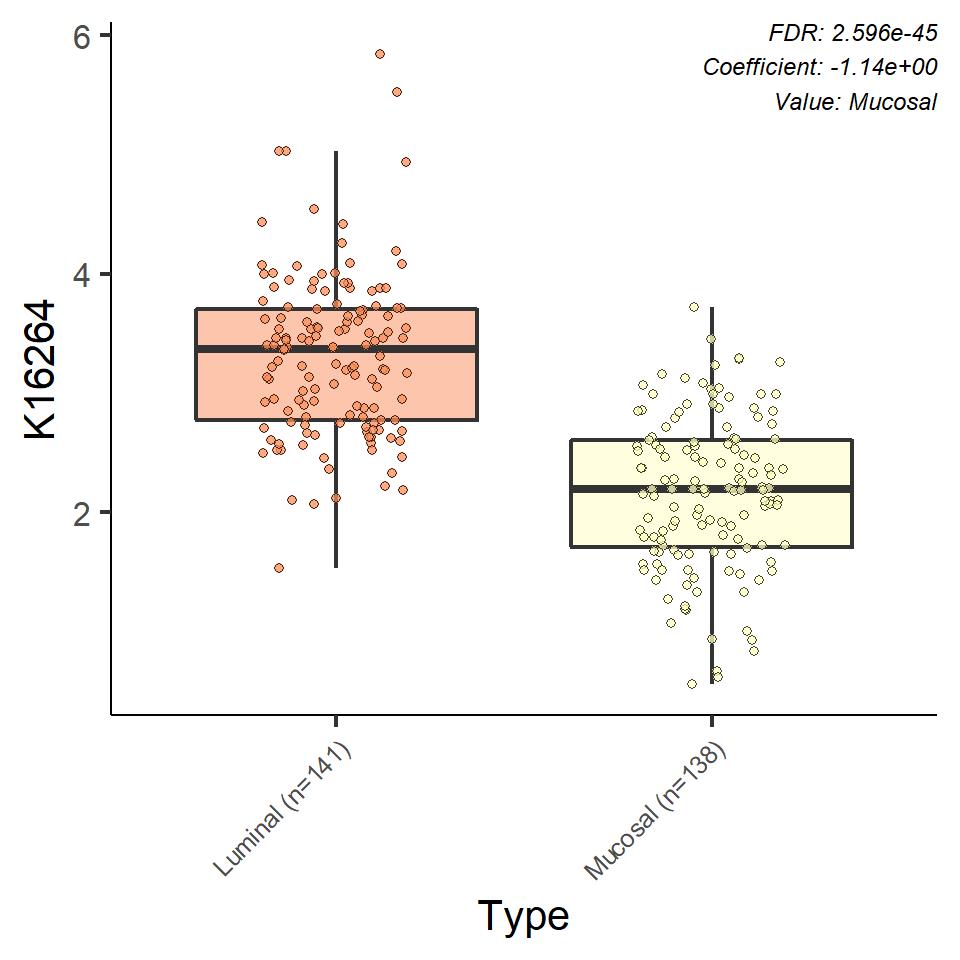 FDR: 2.596e-45
Coefficient: -1.14e+00
Value: Mucosal
6
4
2
K16264
Luminal (n=141)
Mucosal (n=138)
Type